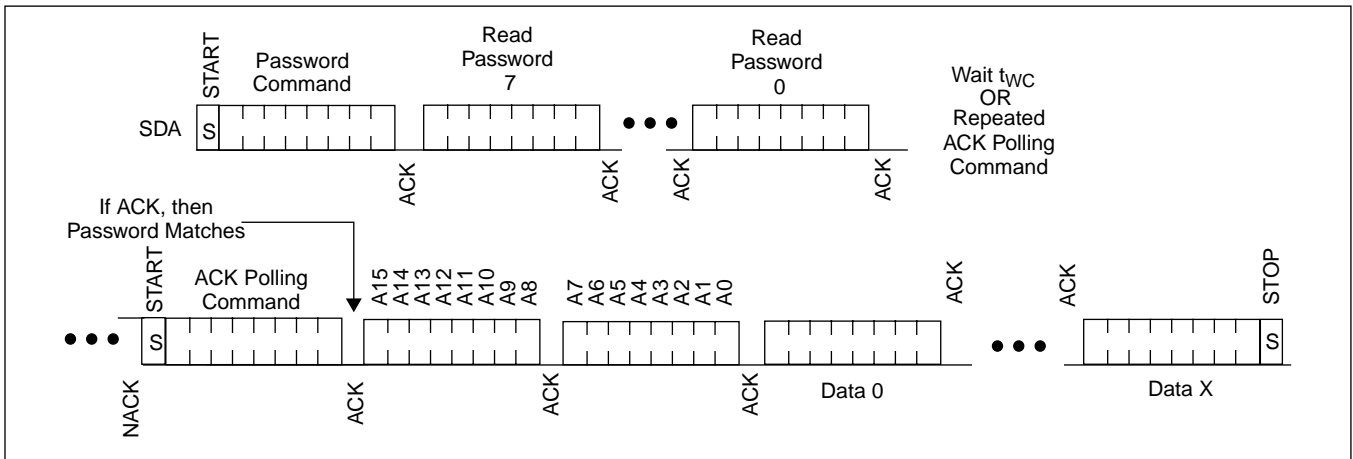 START
Password
Command
Read
Password
7
Read
Password
0
Wait tWC
OR
Repeated
ACK Polling
Command
SDA
S
ACK
ACK
ACK
ACK
If ACK, then
Password Matches
START
ACK Polling
Command
A15
A14
A13
A12
A11
A10
A9
A8
A7
A6
A5
A4
A3
A2
A1
A0
ACK
ACK
STOP
S
S
NACK
ACK
ACK
ACK
Data 0
Data X